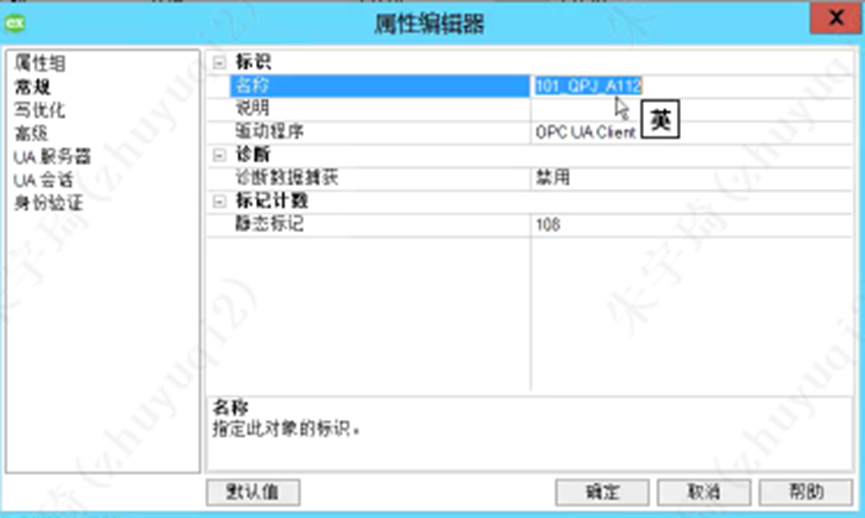 属性编辑器
ex
X
属性组
常规
写优化
高级
UA 服务器
UA 会话
身份验证
标识
名称 101_QPJ_A112
说明
驱动程序 OPC UA Client
英
诊断
诊断数据捕获 禁用
标记计数
静态标记 108
名称
指定此对象的标识。
默认值 确定 取消 帮助
朱宇琦(zhuyuqi2)